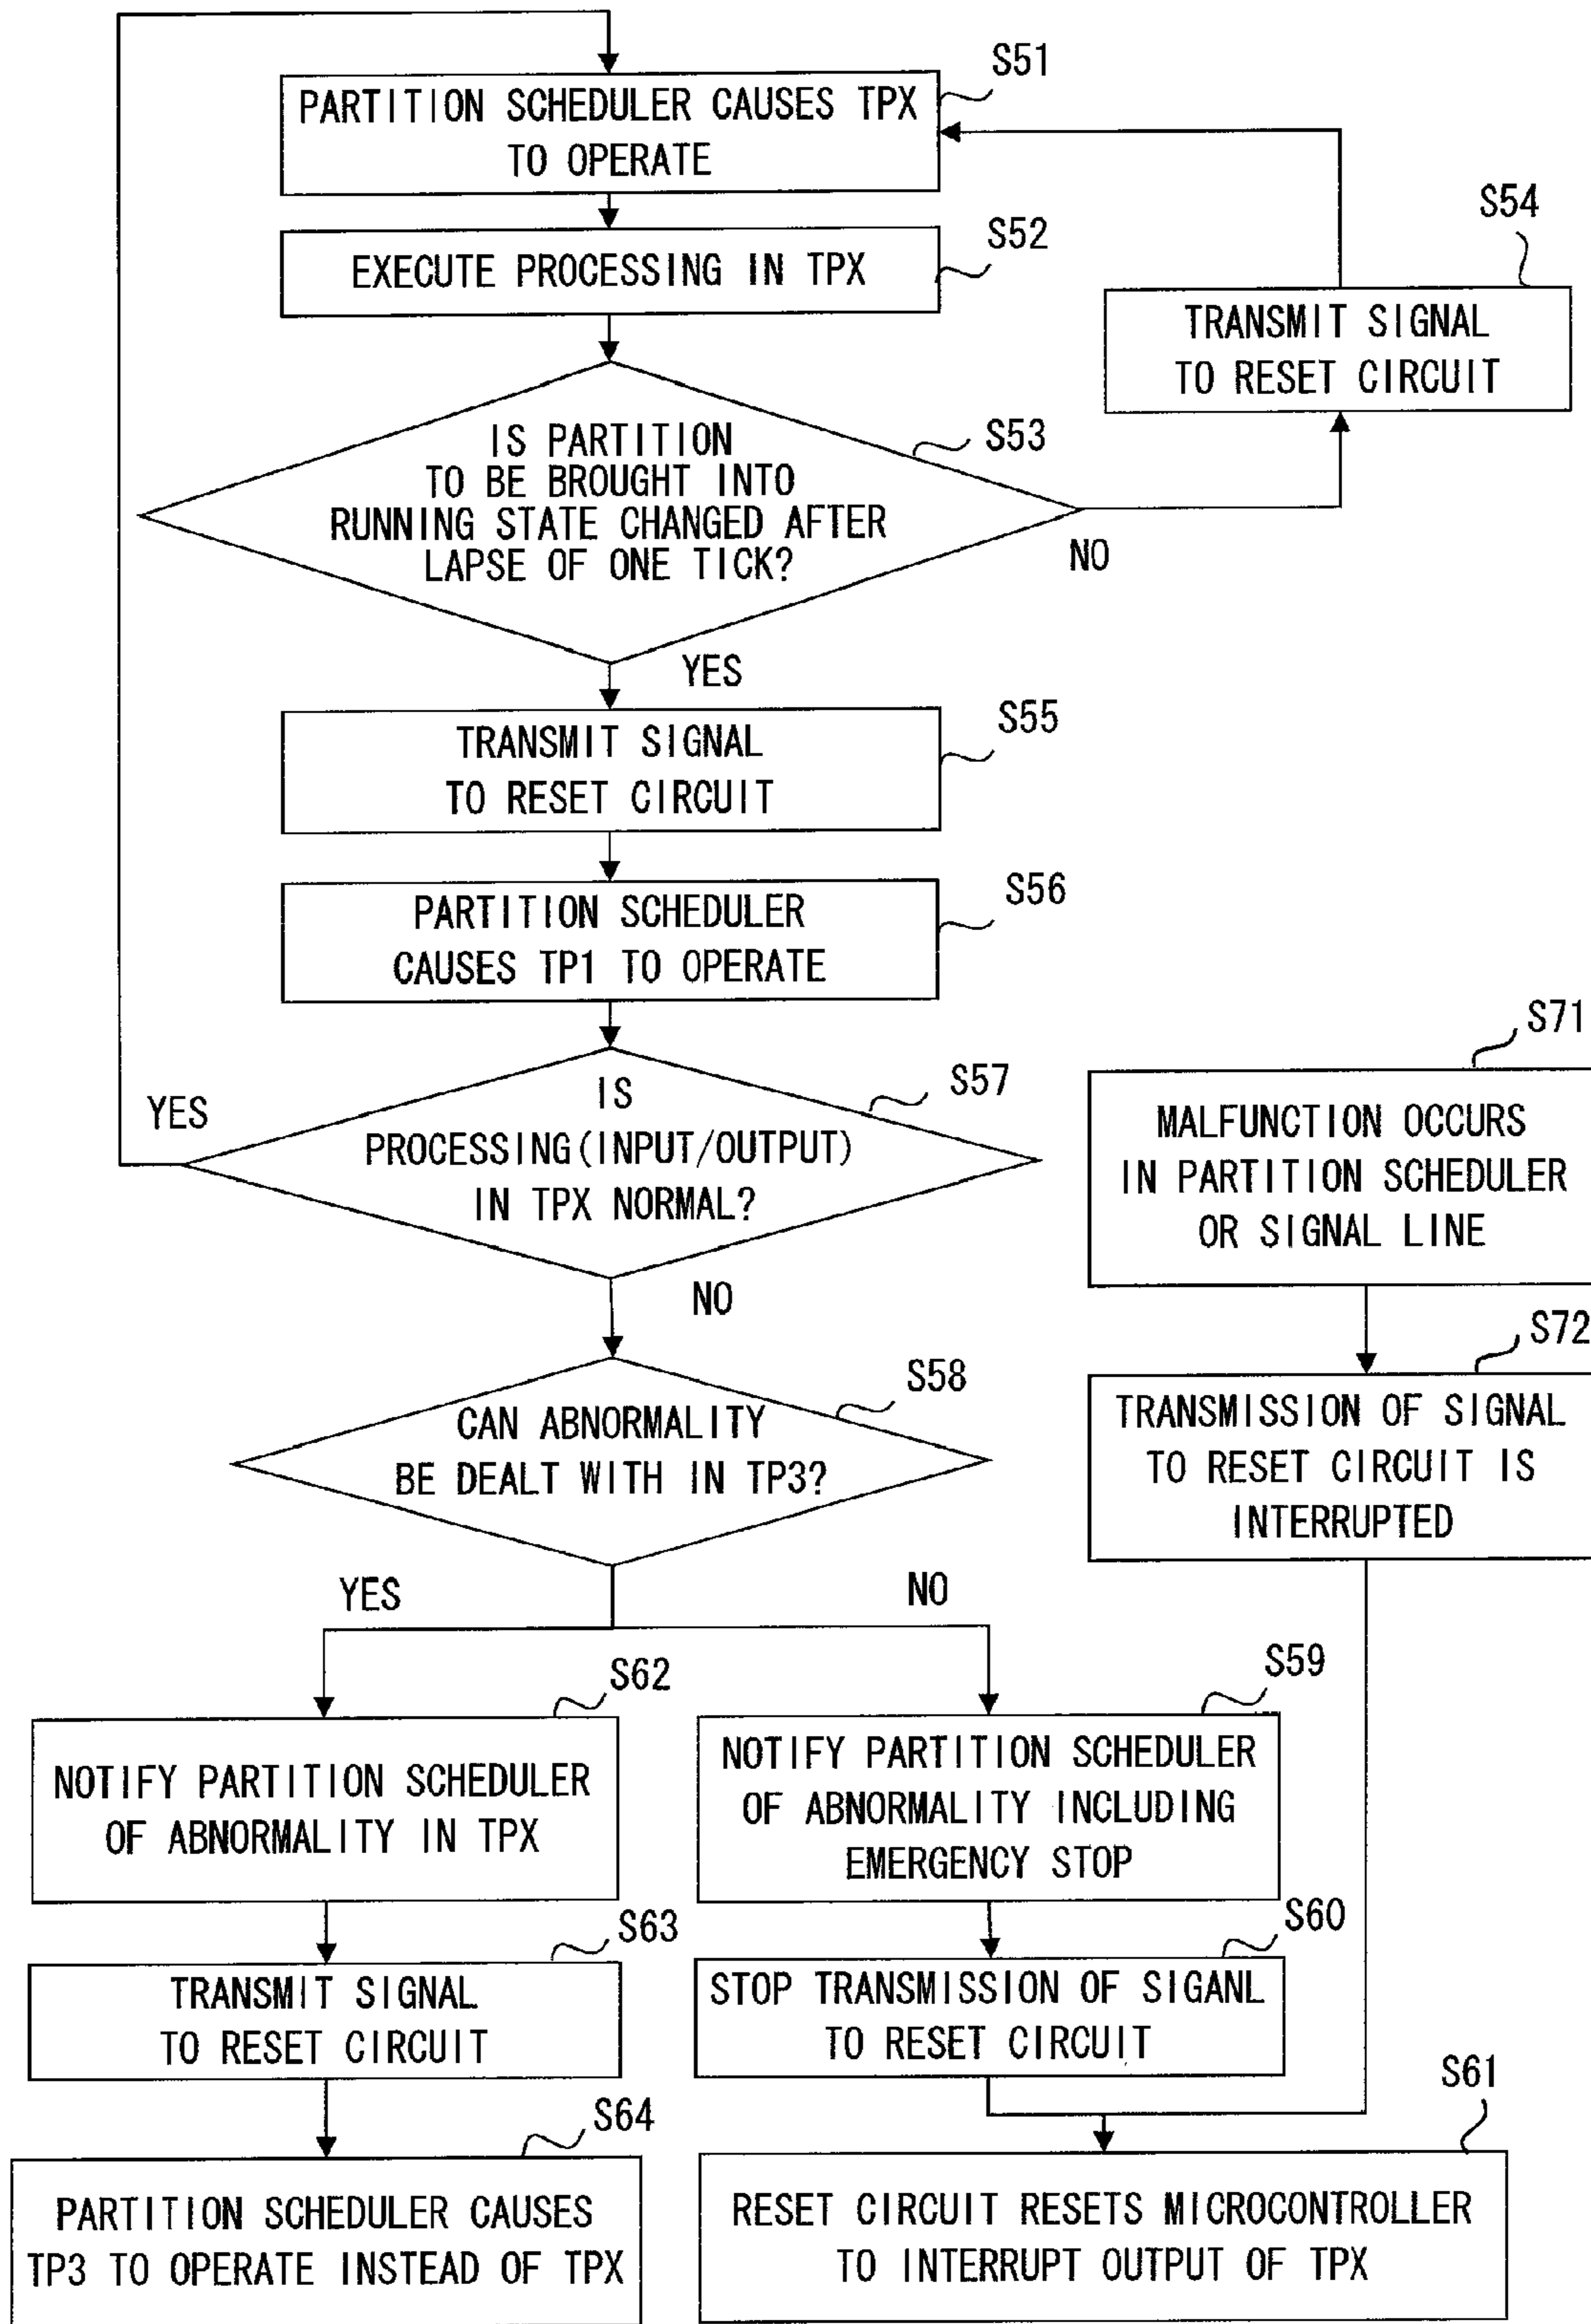 S51
PARTITION SCHEDULER CAUSES TPX
TO OPERATE
S52
EXECUTE PROCESSING IN TPX
S54
TRANSMIT SIGNAL
TO RESET CIRCUIT
S53
IS PARTITION
TO BE BROUGHT INTO
RUNNING STATE CHANGED AFTER
LAPSE OF ONE TICK?
NO
YES
S55
TRANSMIT SIGNAL
TO RESET CIRCUIT
S56
PARTITION SCHEDULER
CAUSES TP1 TO OPERATE
S57
IS
PROCESSING(INPUT/OUTPUT)
IN TPX NORMAL?
YES
NO
S71
MALFUNCTION OCCURS
IN PARTITION SCHEDULER
OR SIGNAL LINE
S72
TRANSMISSION OF SIGNAL
TO RESET CIRCUIT IS
INTERRUPTED
S58
CAN ABNORMALITY
BE DEALT WITH IN TP3?
YES
NO
S62
NOTIFY PARTITION SCHEDULER
OF ABNORMALITY IN TPX
S59
NOTIFY PARTITION SCHEDULER
OF ABNORMALITY INCLUDING
EMERGENCY STOP
S63
TRANSMIT SIGNAL
TO RESET CIRCUIT
S60
STOP TRANSMISSION OF SIGANL
TO RESET CIRCUIT
S64
PARTITION SCHEDULER CAUSES
TP3 TO OPERATE INSTEAD OF TPX
S61
RESET CIRCUIT RESETS MICROCONTROLLER
TO INTERRUPT OUTPUT OF TPX